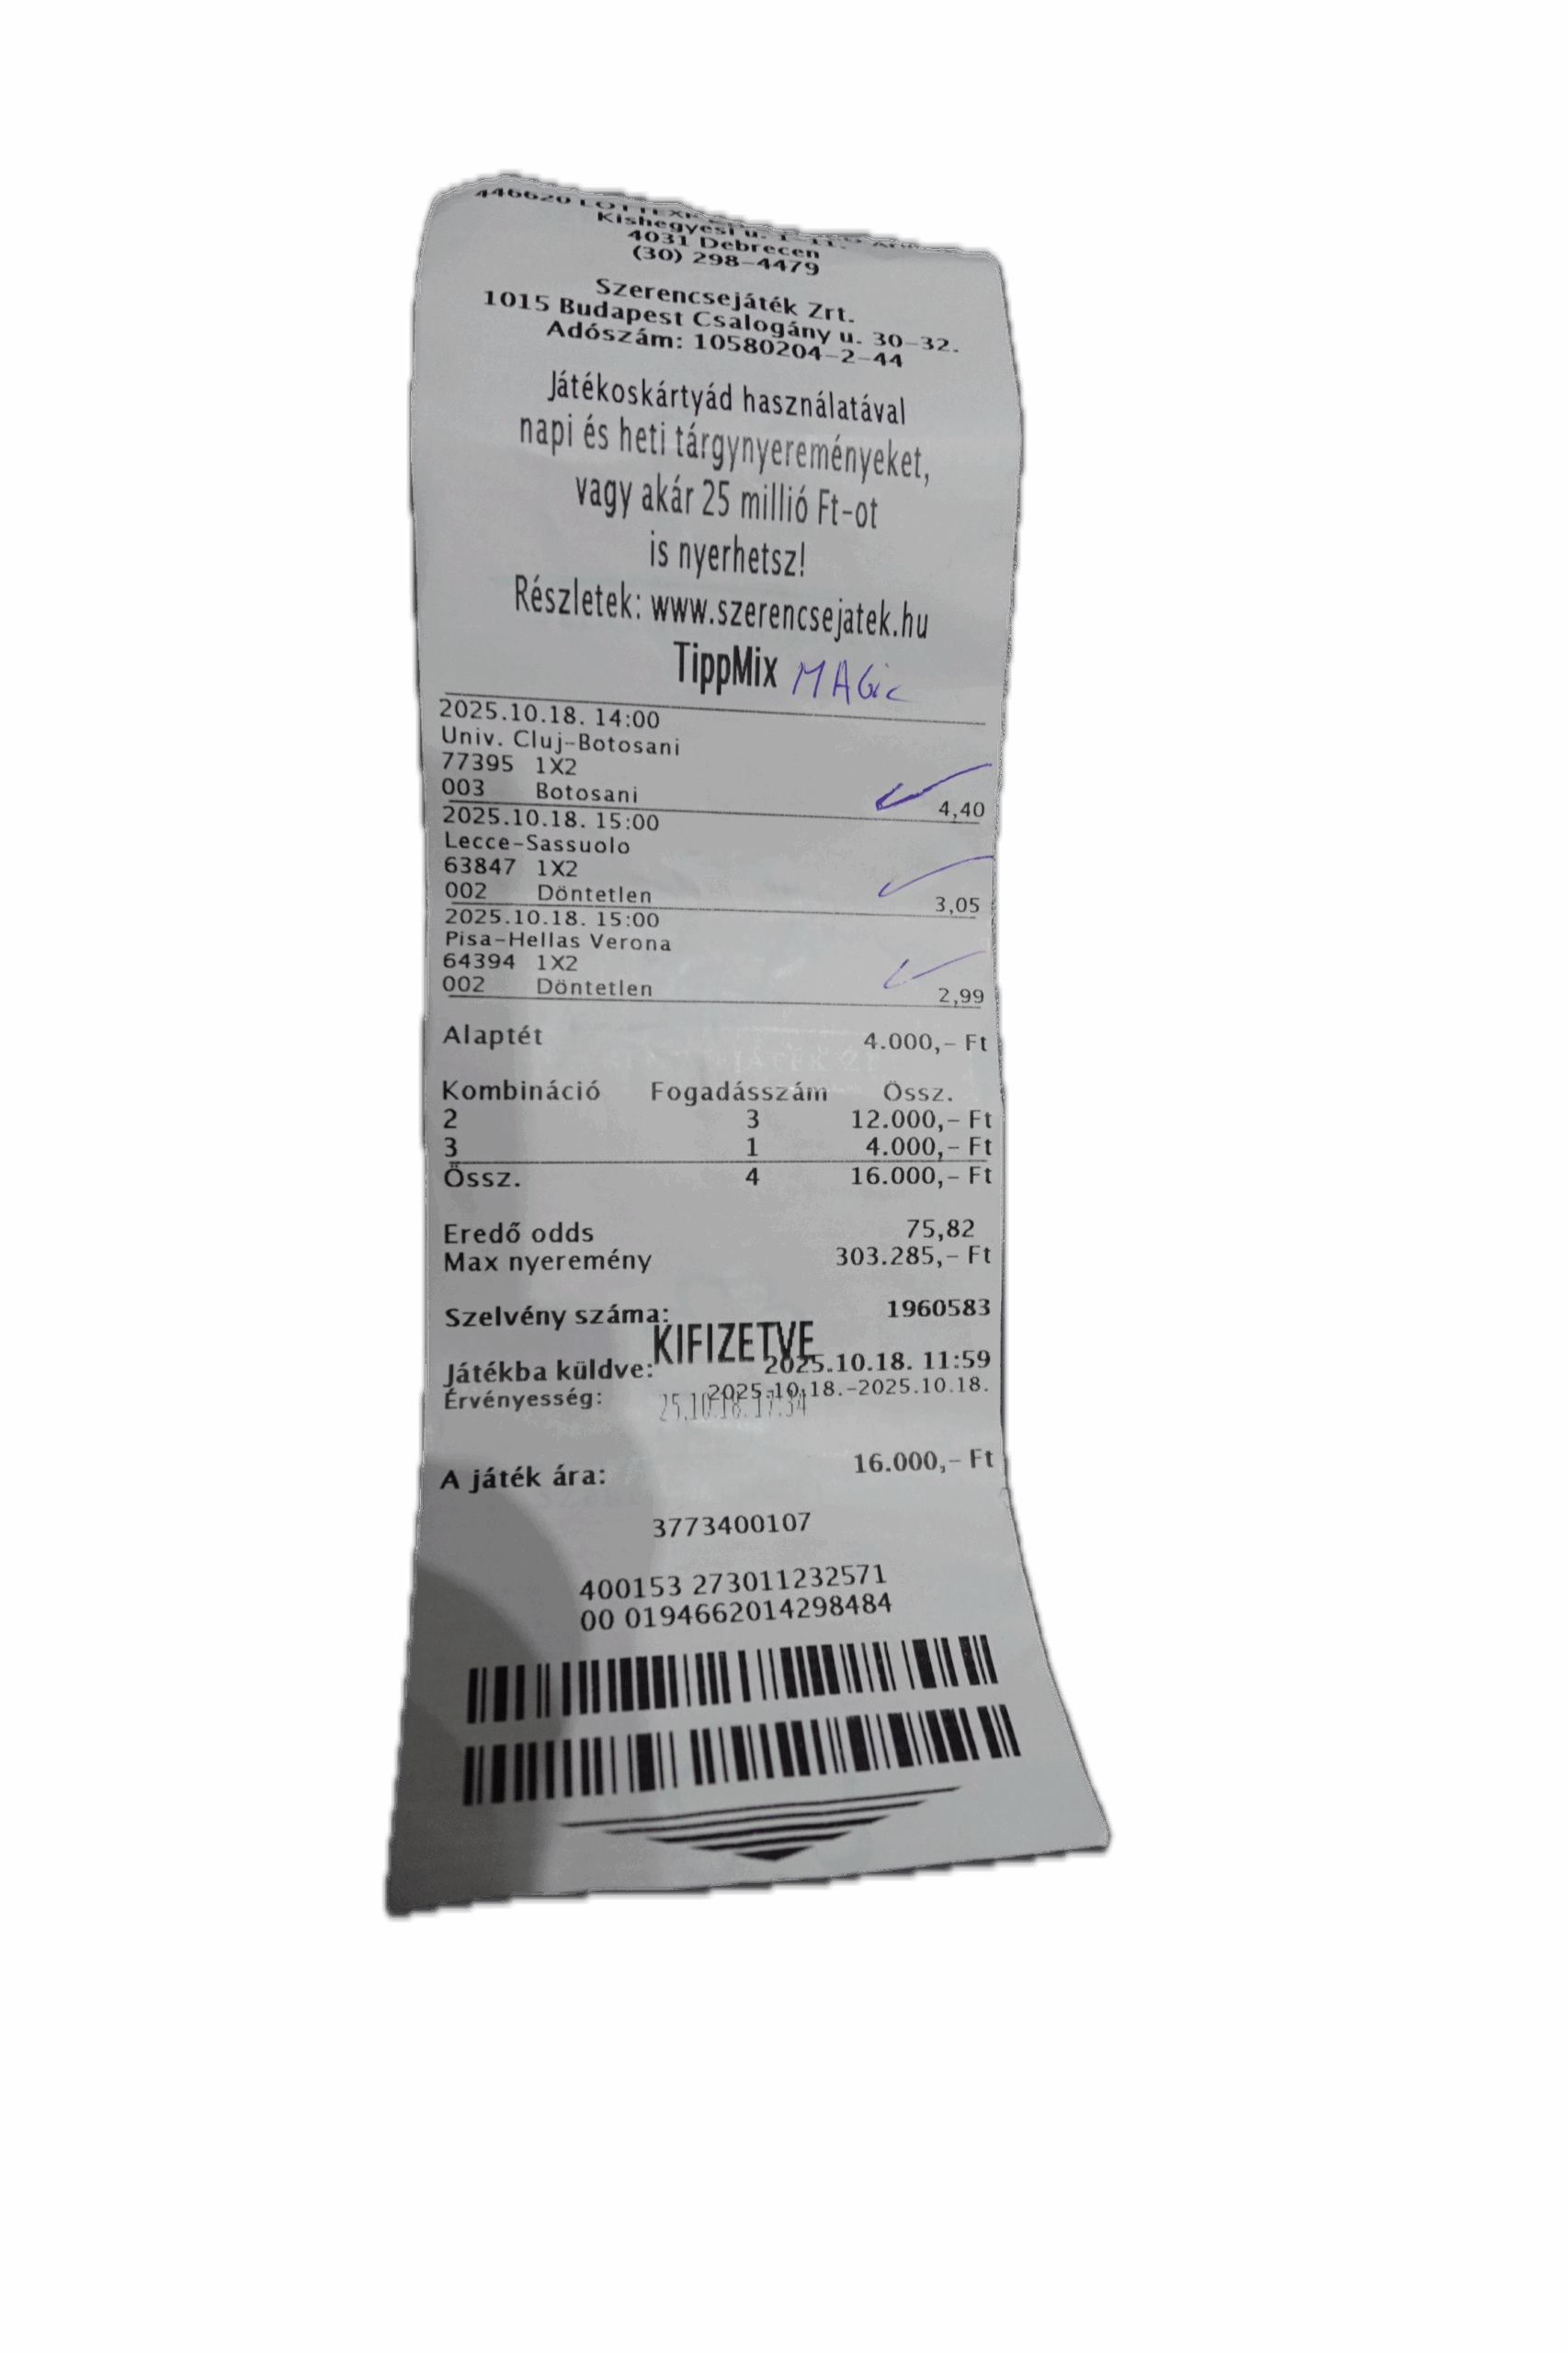 446620 LOTTEXP
Kishegyesi u. 1-11.
4031 Debrecen
(30) 298-4479
Szerencsejáték Zrt.
1015 Budapest Csalogány u. 30-32.
Adószám: 10580204-2-44
Játékoskártyád használatával
napi és heti tárgynyereményeket,
vagy akár 25 millió Ft-ot
is nyerhetsz!
Részletek: www.szerencsejatek.hu
TippMix MAGic
2025.10.18. 14:00
Univ. Cluj-Botosani
77395 1X2
003 Botosani 4,40
2025.10.18. 15:00
Lecce-Sassuolo
63847 1X2
002 Döntetlen 3,05
2025.10.18. 15:00
Pisa-Hellas Verona
64394 1X2
002 Döntetlen 2,99
Alaptét 4.000,- Ft
Kombináció Fogadásszám Össz.
2 3 12.000,- Ft
3 1 4.000,- Ft
Össz. 4 16.000,- Ft
Eredő odds 75,82
Max nyeremény 303.285,- Ft
Szelvény száma: 1960583
KIFIZETVE
Játékba küldve: 2025.10.18. 11:59
Érvényesség: 2025.10.18.-2025.10.18.
25.10.18. 17:34
A játék ára: 16.000,- Ft
3773400107
400153 273011232571
00 0194662014298484